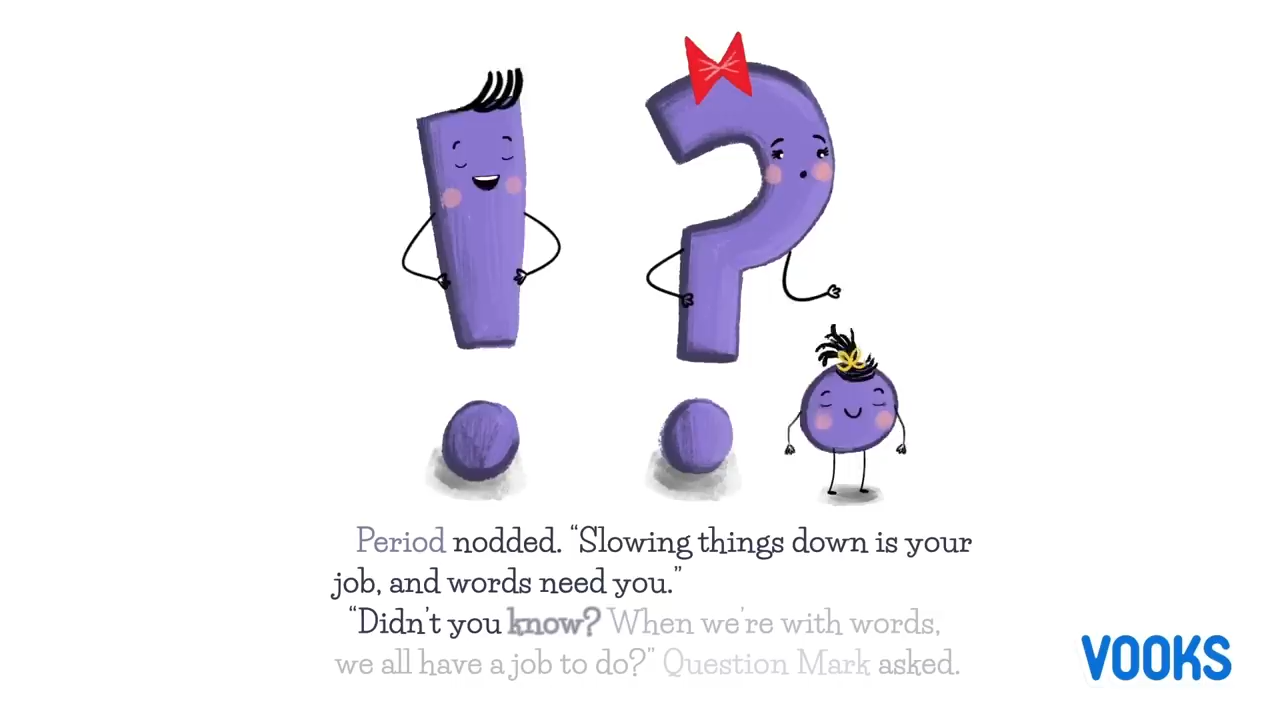 Period nodded. “Slowing things down is your
job, and words need you.”
“Didn’t you know? When we’re with words,
we all have a job to do?” Question Mark asked.
VOOKS